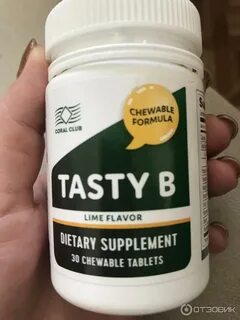 CORAL CLUB
CHEWABLE
FORMULA
TASTY B
LIME FLAVOR
DIETARY SUPPLEMENT
30 CHEWABLE TABLETS
ОТЗОВИК